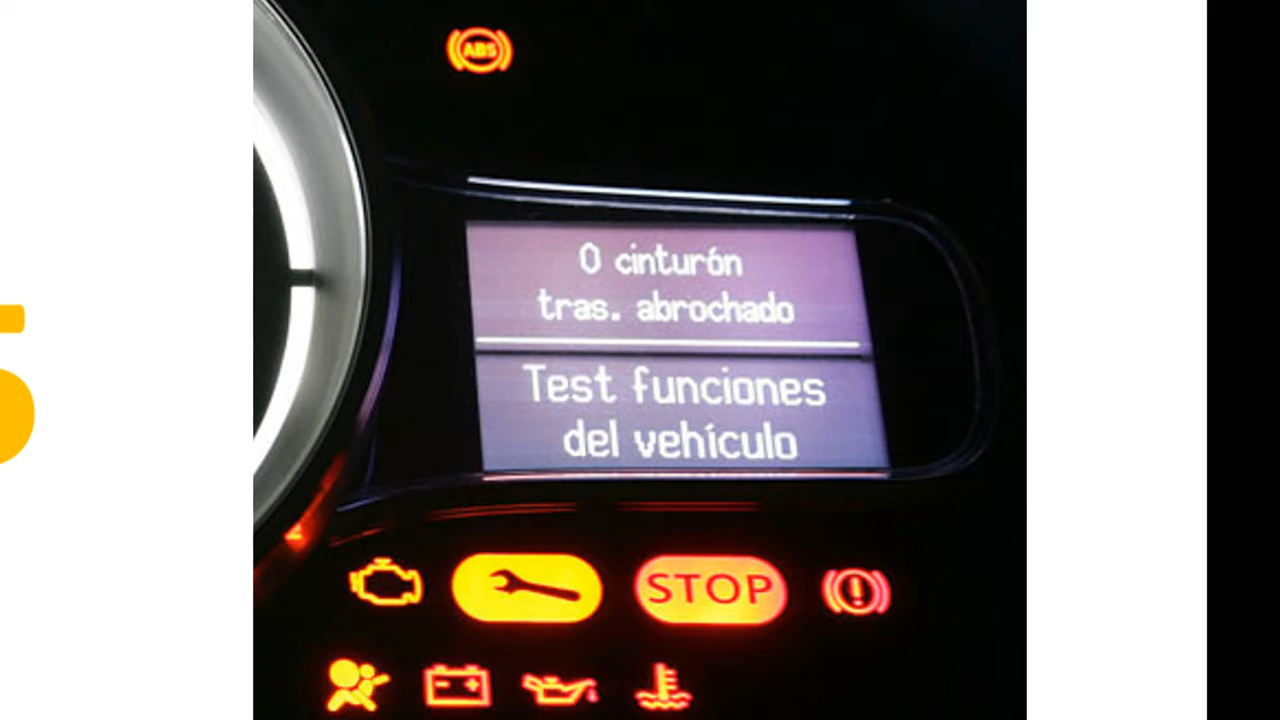 ABS
0 cinturón
tras. abrochado
Test funciones
del vehículo
STOP